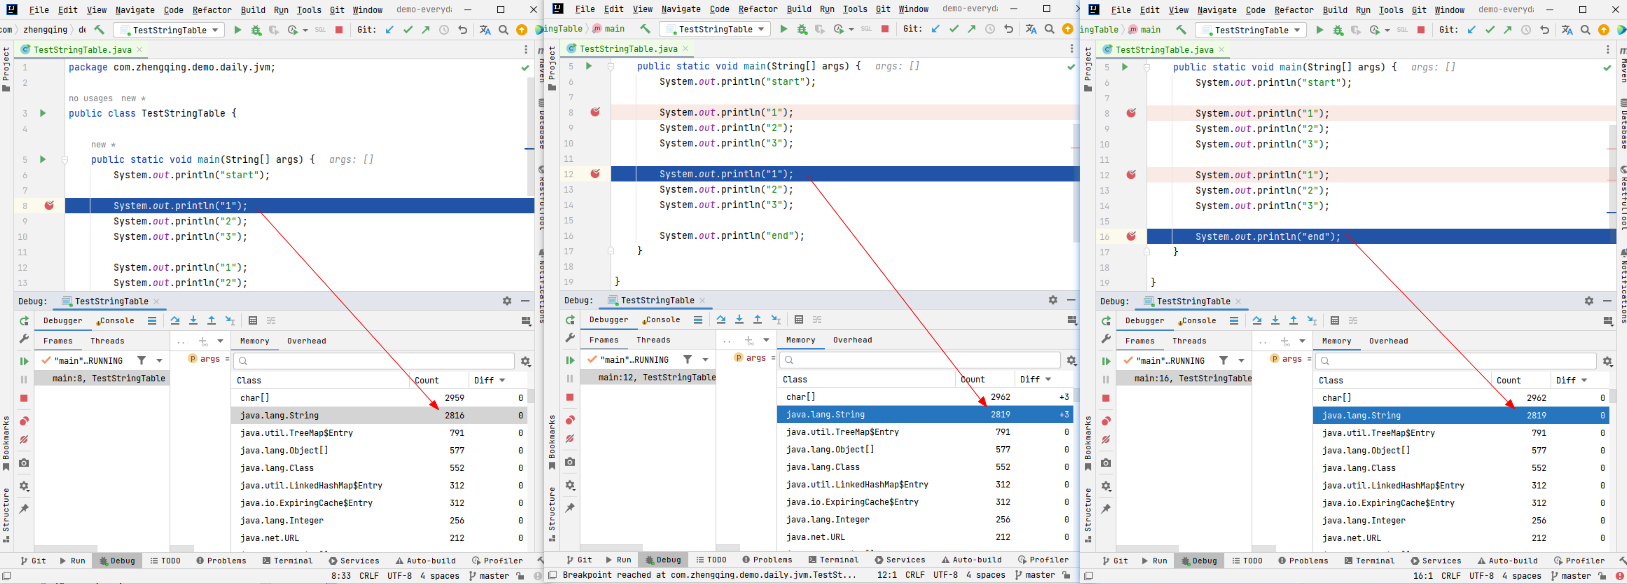 File Edit View Navigate Code Refactor Build Run Tools Git Window demo-everyda
com zhengqing de TestStringTable Git:
TestStringTable.java
1 package com.zhengqing.demo.daily.jvm;
2
no usages new *
3 public class TestStringTable {
4
new *
5 public static void main(String[] args) { args: []
6 System.out.println("start");
7
8 System.out.println("1");
9 System.out.println("2");
10 System.out.println("3");
11
12 System.out.println("1");
13 System.out.println("2");
Project
Bookmarks
Structure
Maven
Database
RestfulTool
Notifications
Debug: TestStringTable
Debugger Console
Frames Threads ... Memory Overhead
"main"...RUNNING args =
main:8, TestStringTable
Class Count Diff
char[] 2959 0
java.lang.String 2816 0
java.util.TreeMap$Entry 791 0
java.lang.Object[] 577 0
java.lang.Class 552 0
java.util.LinkedHashMap$Entry 312 0
java.io.ExpiringCache$Entry 312 0
java.lang.Integer 256 0
java.net.URL 212 0
Git Run Debug TODO Problems Terminal Services Auto-build Profiler
8:33 CRLF UTF-8 4 spaces master
File Edit View Navigate Code Refactor Build Run Tools Git Window demo-everyda
ingTable main TestStringTable Git:
TestStringTable.java
5 public static void main(String[] args) { args: []
6 System.out.println("start");
7
8 System.out.println("1");
9 System.out.println("2");
10 System.out.println("3");
11
12 System.out.println("1");
13 System.out.println("2");
14 System.out.println("3");
15
16 System.out.println("end");
17 }
18
19 }
Project
Bookmarks
Structure
Maven
Database
RestfulTool
Notifications
Debug: TestStringTable
Debugger Console
Frames Threads .. Memory Overhead
"main"...RUNNING args =
main:12, TestStringTable
Class Count Diff
char[] 2962 +3
java.lang.String 2819 +3
java.util.TreeMap$Entry 791 0
java.lang.Object[] 577 0
java.lang.Class 552 0
java.util.LinkedHashMap$Entry 312 0
java.io.ExpiringCache$Entry 312 0
java.lang.Integer 256 0
java.net.URL 212 0
Git Run Debug TODO Problems Terminal Services Auto-build Profiler
Breakpoint reached at com.zhengqing.demo.daily.jvm.TestSt... 12:1 CRLF UTF-8 4 spaces master
File Edit View Navigate Code Refactor Build Run Tools Git Window demo-everyd
ingTable main TestStringTable Git:
TestStringTable.java
5 public static void main(String[] args) { args: []
6 System.out.println("start");
7
8 System.out.println("1");
9 System.out.println("2");
10 System.out.println("3");
11
12 System.out.println("1");
13 System.out.println("2");
14 System.out.println("3");
15
16 System.out.println("end");
17 }
18
19 }
Project
Bookmarks
Structure
Maven
Database
RestfulTool
Notifications
Debug: TestStringTable
Debugger Console
Frames Threads .. Memory Overhead
"main"...RUNNING args =
main:16, TestStringTable
Class Count Diff
char[] 2962 0
java.lang.String 2819 0
java.util.TreeMap$Entry 791 0
java.lang.Object[] 577 0
java.lang.Class 552 0
java.util.LinkedHashMap$Entry 312 0
java.io.ExpiringCache$Entry 312 0
java.lang.Integer 256 0
java.net.URL 212 0
Git Run Debug TODO Problems Terminal Services Auto-build Profiler
16:1 CRLF UTF-8 4 spaces master